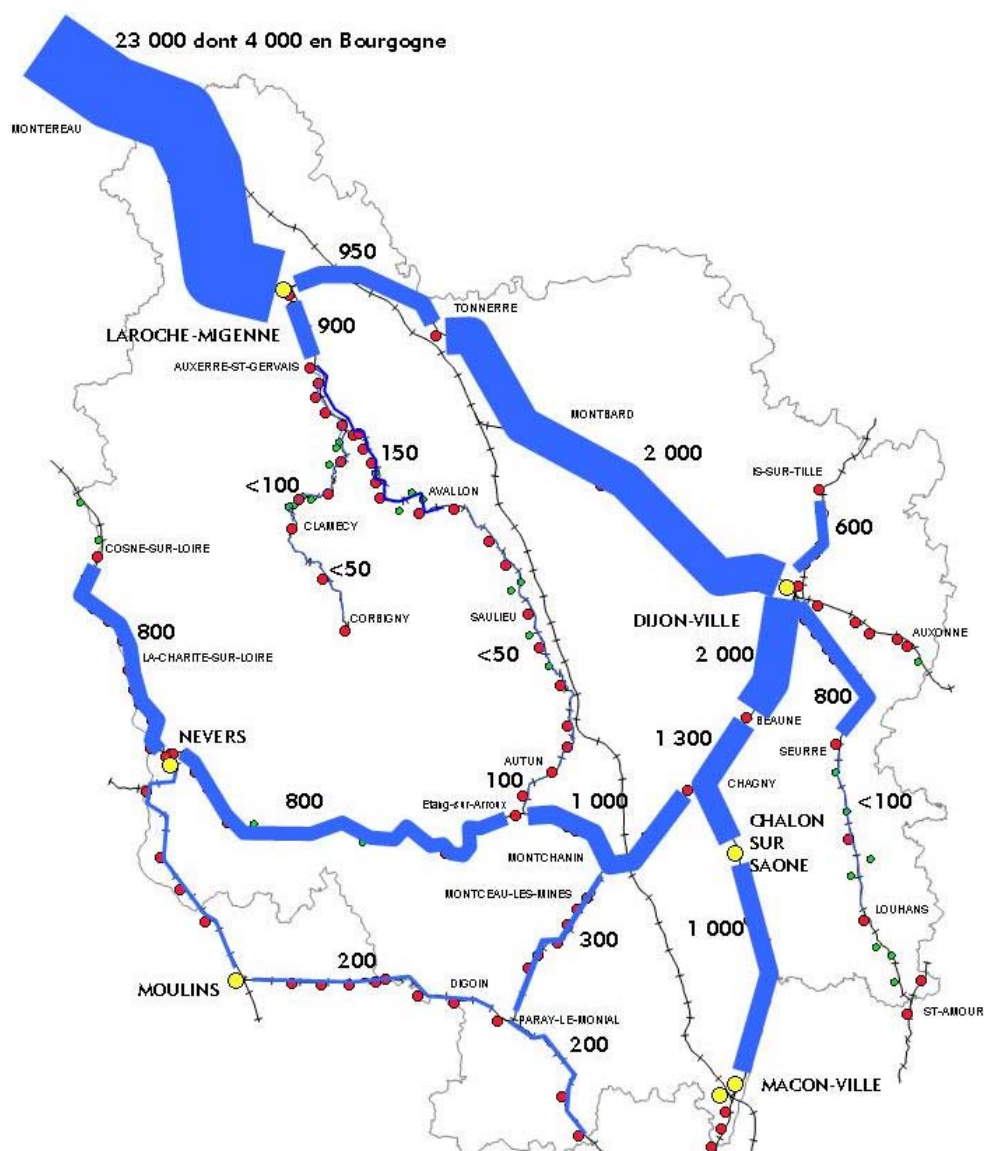 23 000 dont 4 000 en Bourgogne
MONTEREAU
950
TONNERRE
LAROCHE-MIGENNE
900
AUXERRE-ST-GERVAIS
MONTBARD
2 000
150
IS-SUR-TILLE
<100
AVALLON
CLAMECY
600
COSNE-SUR-LOIRE
<50
CORBIGNY
SAULIEU
DIJON-VILLE
AUXONNE
800
LA-CHARITE-SUR-LOIRE
<50
2 000
800
BEAUNE
NEVERS
1 300
SEURRE
AUTUN
100
CHAGNY
800
Etang-sur-Arroux
1 000
<100
CHALON
SUR
SAONE
MONTCHANIN
MONTCEAU-LES-MINES
LOUHANS
300
1 000
200
MOULINS
DIGOIN
PARAY-LE-MONIAL
ST-AMOUR
200
MACON-VILLE